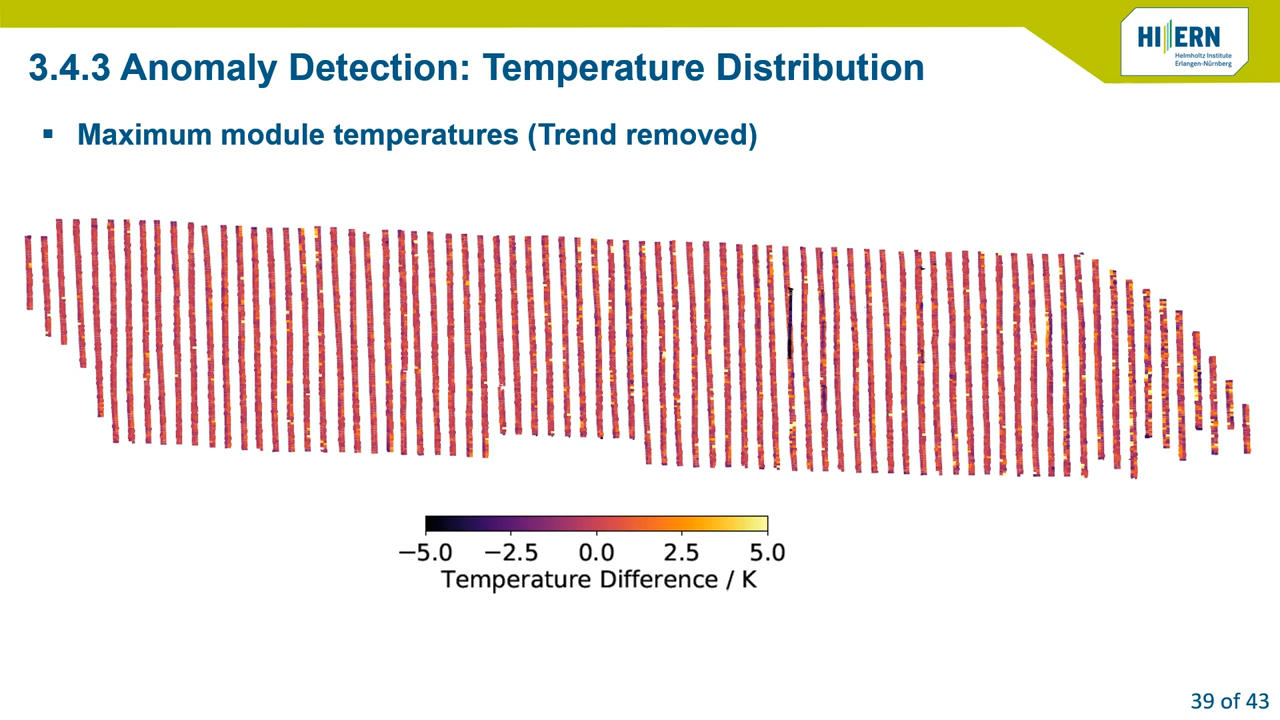 HI ERN
Helmholtz Institute
Erlangen-Nürnberg
3.4.3 Anomaly Detection: Temperature Distribution
▪ Maximum module temperatures (Trend removed)
−5.0 −2.5 0.0 2.5 5.0
Temperature Difference / K
39 of 43